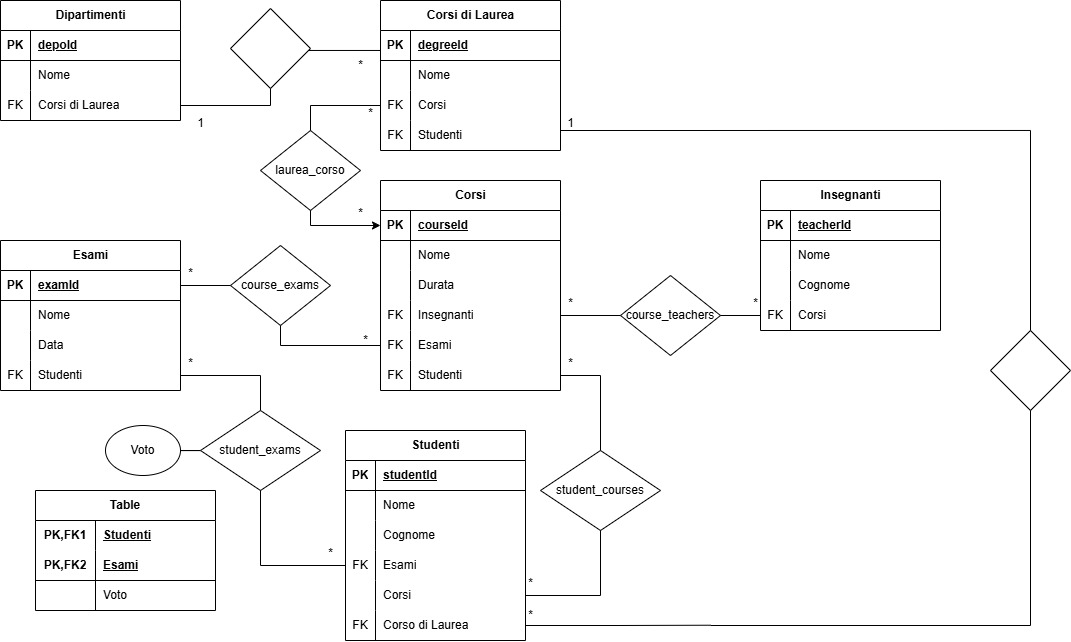 Dipartimenti
PK depoId
Nome
FK Corsi di Laurea
1
*
Corsi di Laurea
PK degreeId
Nome
FK Corsi
FK Studenti
1
*
laurea_corso
*
Corsi
PK courseId
Nome
Durata
FK Insegnanti
FK Esami
FK Studenti
Insegnanti
PK teacherId
Nome
Cognome
FK Corsi
*
course_teachers
*
Esami
PK examId
Nome
Data
FK Studenti
*
course_exams
*
*
student_exams
Voto
*
Table
PK,FK1 Studenti
PK,FK2 Esami
Voto
Studenti
PK studentId
Nome
Cognome
FK Esami
Corsi
FK Corso di Laurea
*
student_courses
*
*